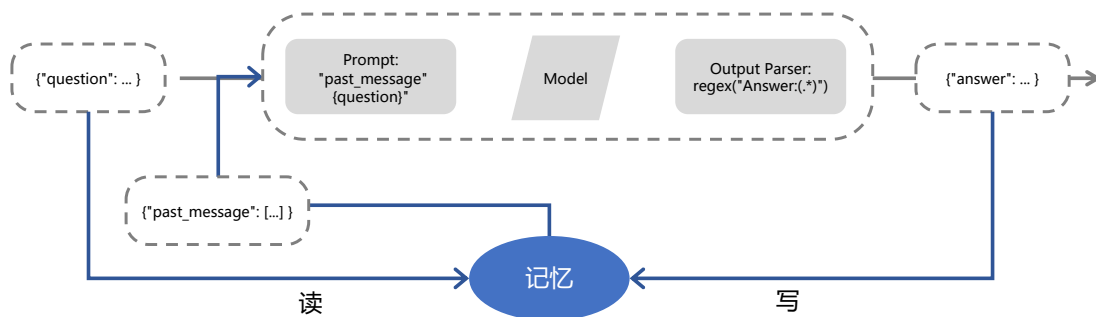 {"question": ... }
Prompt:
"past_message"
{question}"
Model
Output Parser:
regex("Answer:(.*)")
{"answer": ... }
{"past_message": [...] }
记忆
读
写